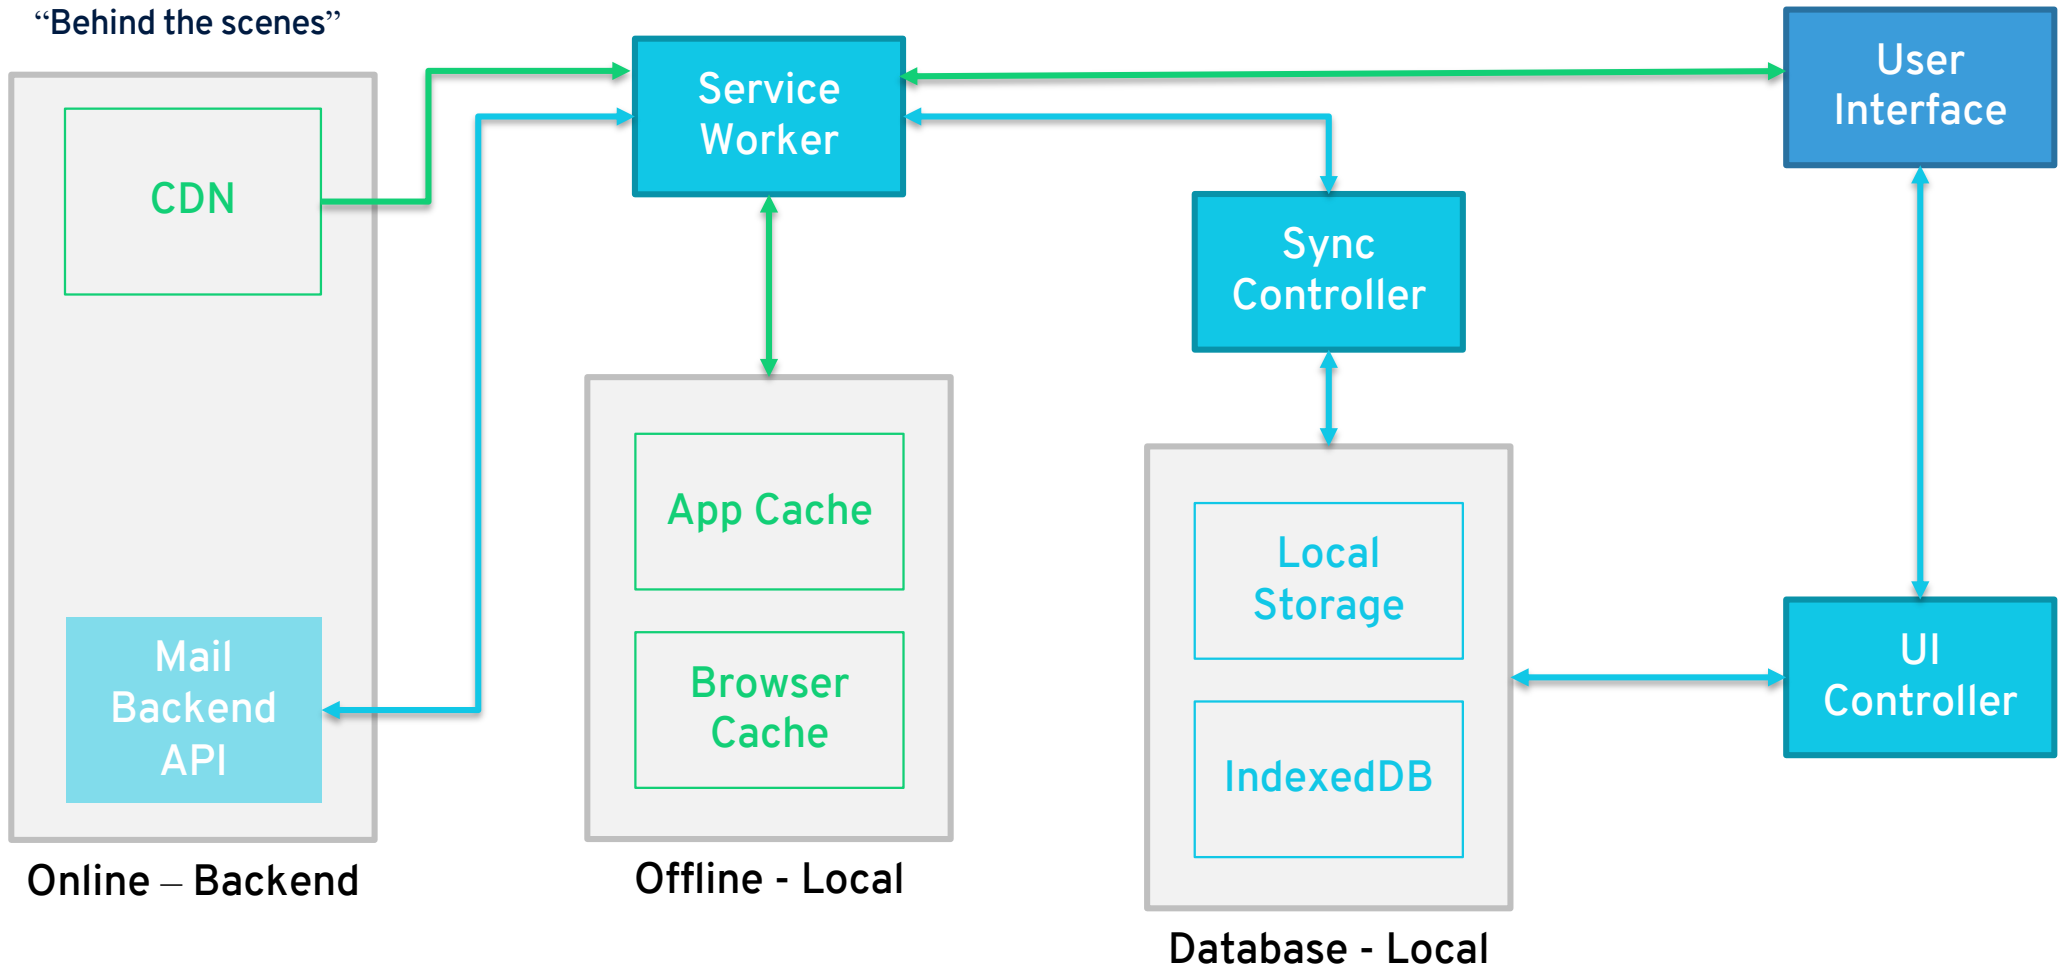 “Behind the scenes”
Service
Worker
User
Interface
CDN
Sync
Controller
App Cache
Local
Storage
Mail
Backend
API
Browser
Cache
UI
Controller
IndexedDB
Online – Backend
Offline - Local
Database - Local